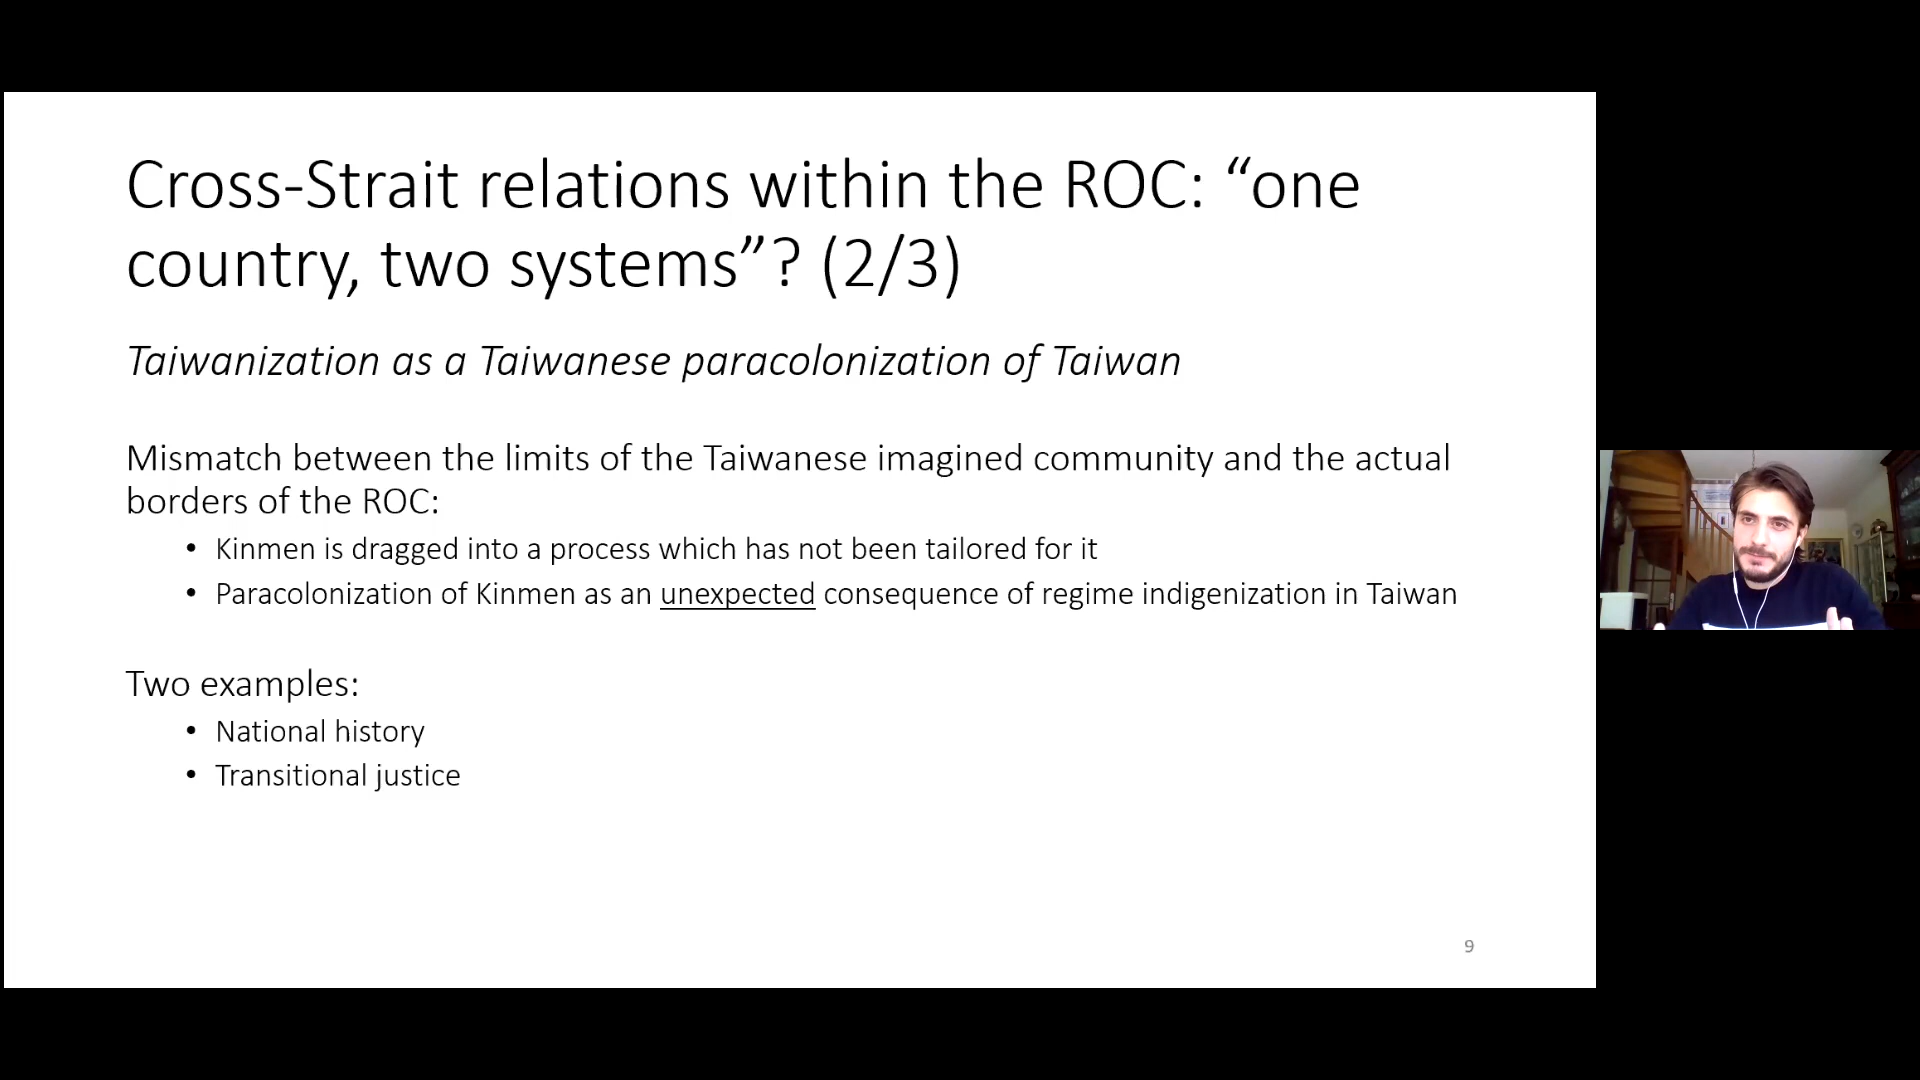 Cross-Strait relations within the ROC: “one
country, two systems”? (2/3)
Taiwanization as a Taiwanese paracolonization of Taiwan
Mismatch between the limits of the Taiwanese imagined community and the actual
borders of the ROC:
• Kinmen is dragged into a process which has not been tailored for it
• Paracolonization of Kinmen as an unexpected consequence of regime indigenization in Taiwan
Two examples:
• National history
• Transitional justice
9